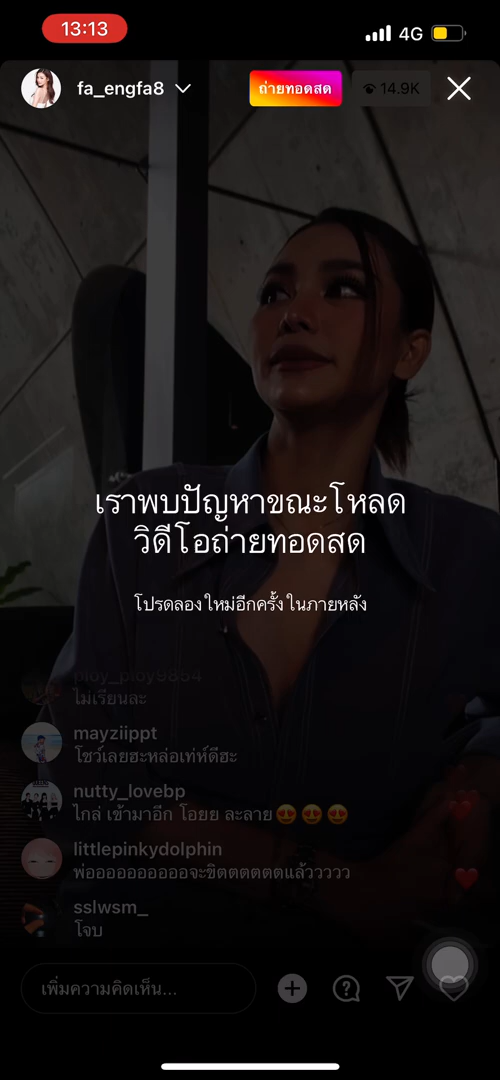 13:13
4G
fa_engfa8
ถ่ายทอดสด
14.9K
เราพบปัญหาขณะโหลด
วิดีโอถ่ายทอดสด
โปรดลองใหม่อีกครั้งในภายหลัง
ploy_ploy9854
ไม่เรียนละ
mayziippt
โชว์เลยฮะหล่อเท่ห์ดีฮะ
nutty_lovebp
ไกล่ เข้ามาอีก โอยย ละลาย😍😍😍
littlepinkydolphin
พ่ออออออออออจะขิตตตตตตแล้ววววว
sslwsm_
โจบ
เพิ่มความคิดเห็น...